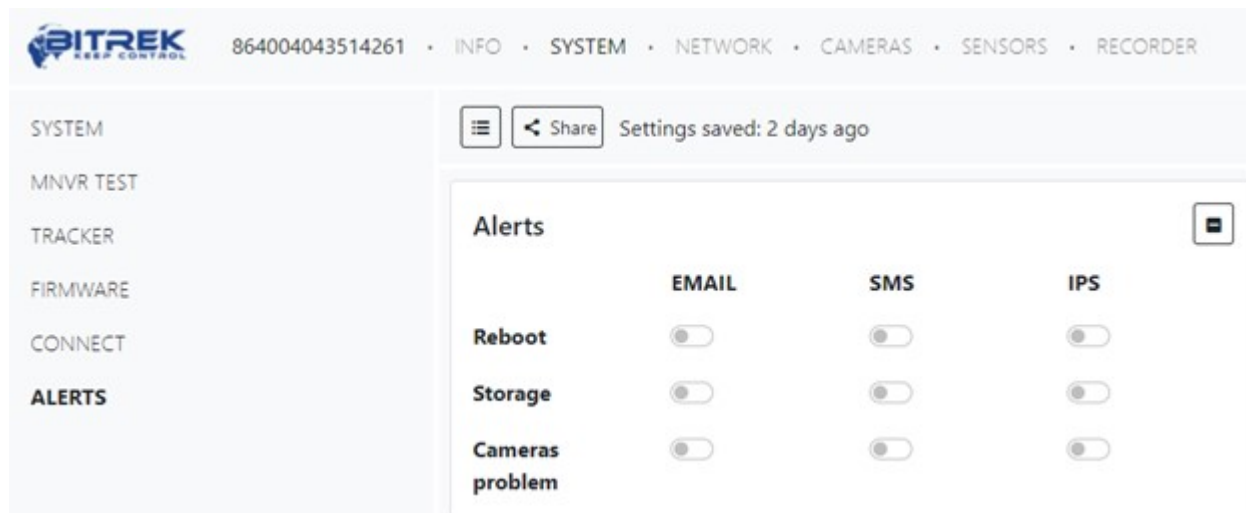 BITREK
KEEP CONTROL
864004043514261 · INFO · SYSTEM · NETWORK · CAMERAS · SENSORS · RECORDER
SYSTEM
MNVR TEST
TRACKER
FIRMWARE
CONNECT
ALERTS
Share Settings saved: 2 days ago
Alerts
EMAIL SMS IPS
Reboot
Storage
Cameras
problem